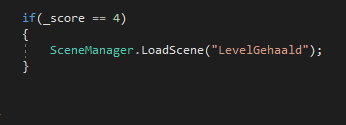 if(_score == 4)
{
SceneManager.LoadScene("LevelGehaald");
}